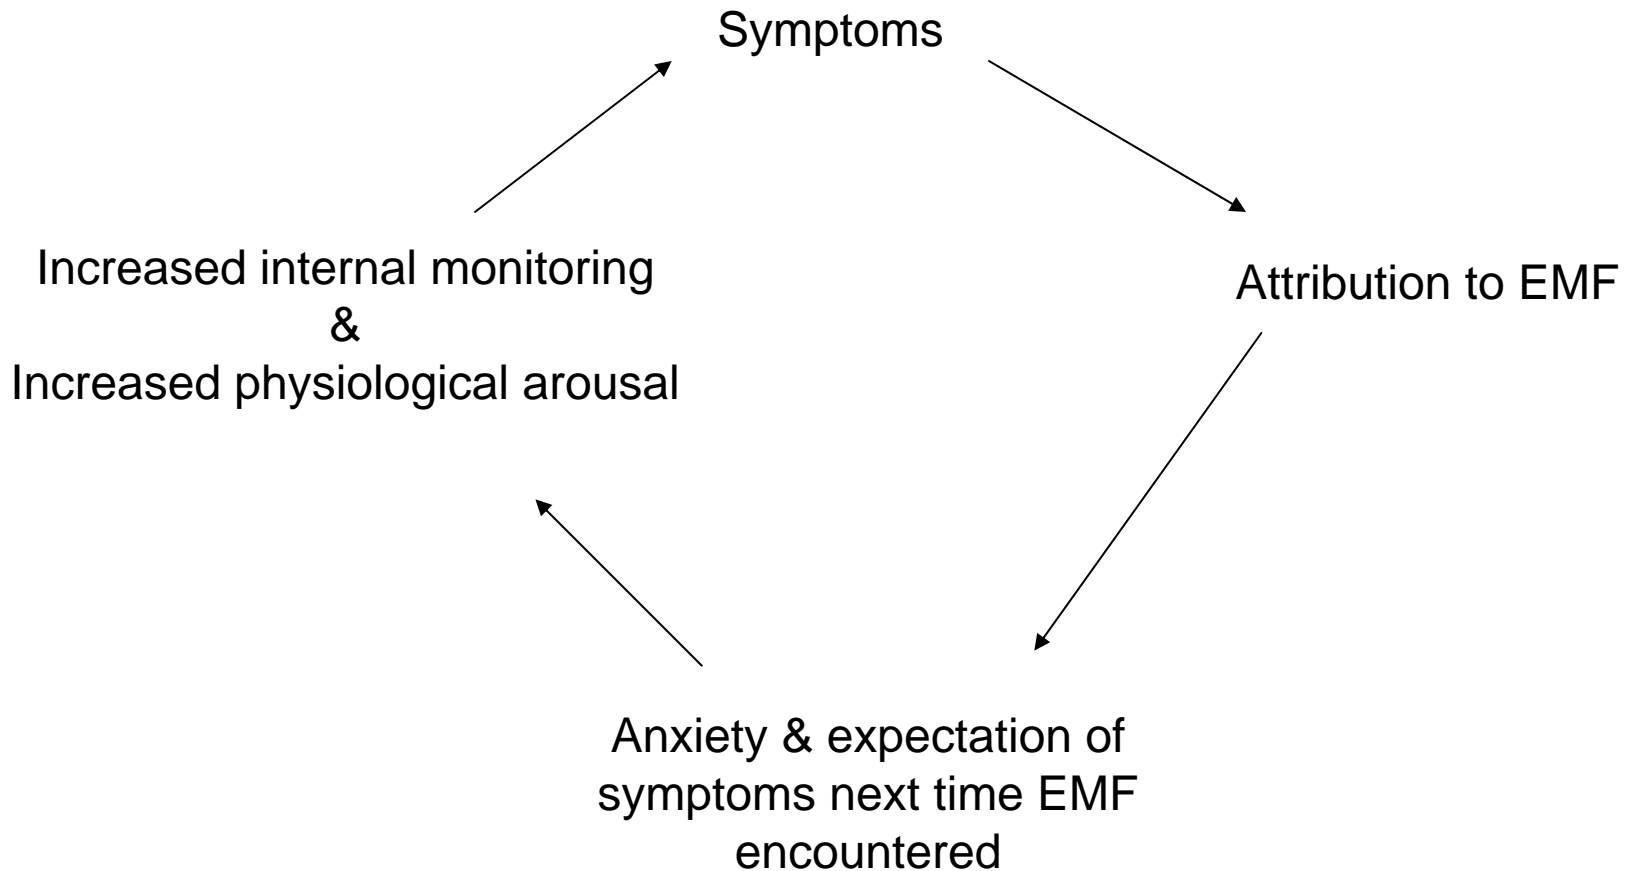 Symptoms
Increased internal monitoring
&
Increased physiological arousal
Attribution to EMF
Anxiety & expectation of
symptoms next time EMF
encountered